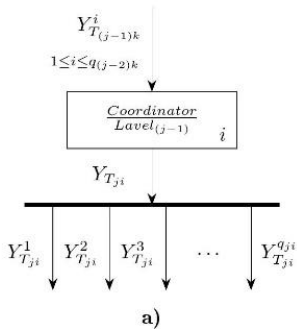 Y^i_{T_{(j-1)k}}
1≤i≤q_{(j-2)k}
Coordinator
Lavel_{(j-1)}
i
Y_{T_{ji}}
Y^1_{T_{ji}} Y^2_{T_{ji}} Y^3_{T_{ji}} ... Y^{q_{ji}}_{T_{ji}}
a)